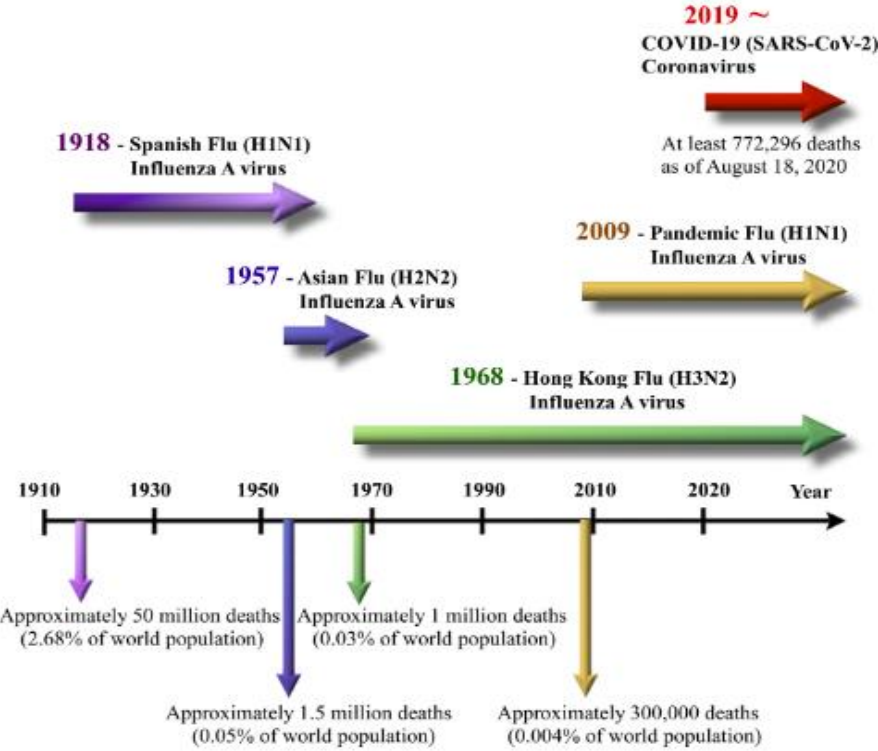 2019 ~
COVID-19 (SARS-CoV-2)
Coronavirus
At least 772,296 deaths
as of August 18, 2020
1918 - Spanish Flu (H1N1)
Influenza A virus
2009 - Pandemic Flu (H1N1)
Influenza A virus
1957 - Asian Flu (H2N2)
Influenza A virus
1968 - Hong Kong Flu (H3N2)
Influenza A virus
1910 1930 1950 1970 1990 2010 2020 Year
Approximately 50 million deaths
(2.68% of world population)
Approximately 1 million deaths
(0.03% of world population)
Approximately 1.5 million deaths
(0.05% of world population)
Approximately 300,000 deaths
(0.004% of world population)